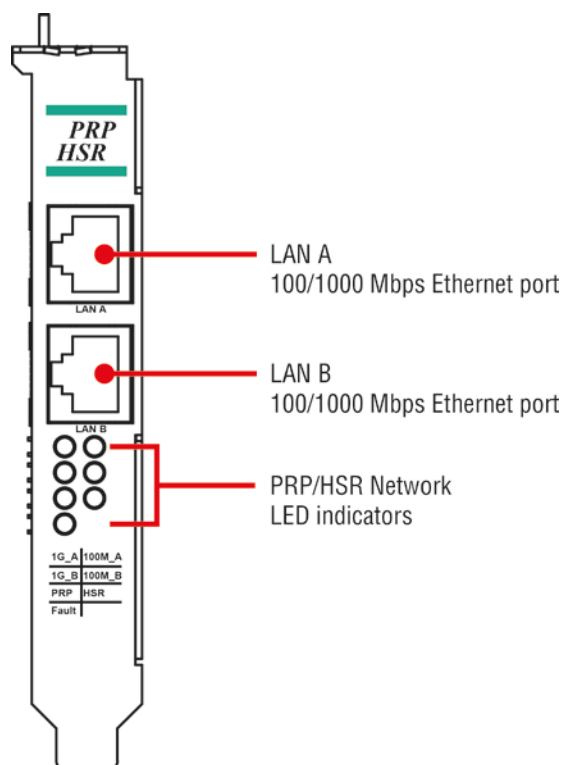 PRP
HSR
LAN A
LAN A
100/1000 Mbps Ethernet port
LAN B
LAN B
100/1000 Mbps Ethernet port
PRP/HSR Network
LED indicators
1G_A 100M_A
1G_B 100M_B
PRP HSR
Fault